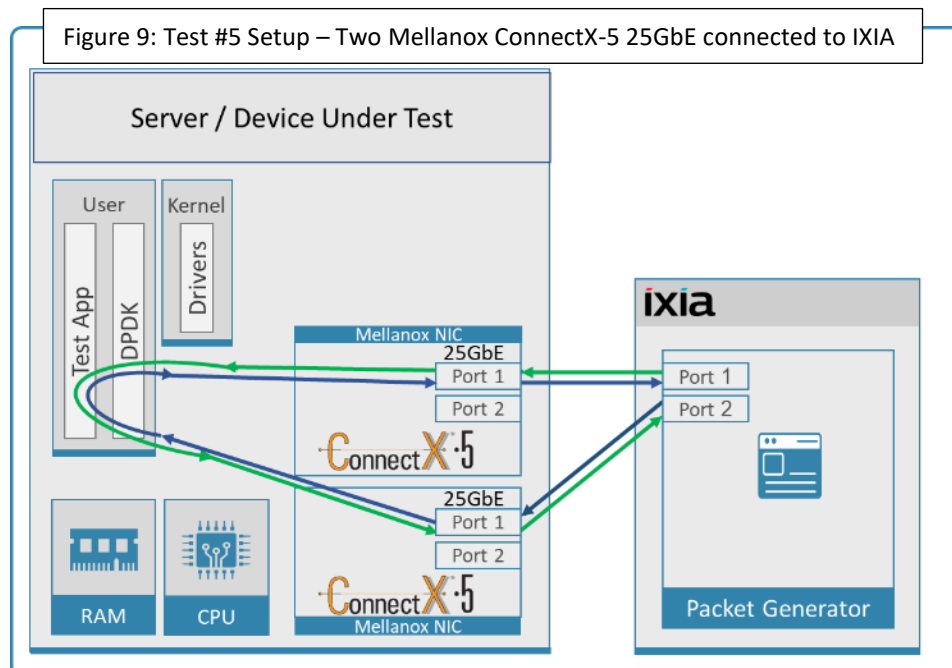 Figure 9: Test #5 Setup – Two Mellanox ConnectX-5 25GbE connected to IXIA
Server / Device Under Test
User
Kernel
Test App
DPDK
Drivers
Mellanox NIC
25GbE
Port 1
Port 2
ConnectX·5
25GbE
Port 1
Port 2
ConnectX·5
Mellanox NIC
RAM
CPU
ixia
Port 1
Port 2
Packet Generator